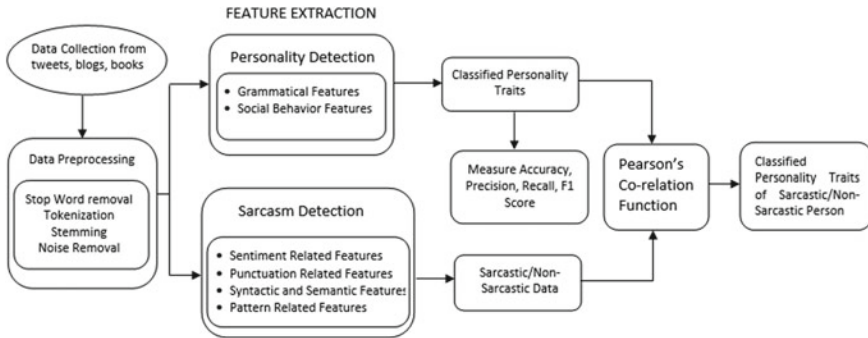 FEATURE EXTRACTION
Data Collection from
tweets, blogs, books
Data Preprocessing
Stop Word removal
Tokenization
Stemming
Noise Removal
Personality Detection
• Grammatical Features
• Social Behavior Features
Sarcasm Detection
• Sentiment Related Features
• Punctuation Related Features
• Syntactic and Semantic Features
• Pattern Related Features
Classified Personality
Traits
Measure Accuracy,
Precision, Recall, F1
Score
Sarcastic/Non-
Sarcastic Data
Pearson's
Co-relation
Function
Classified
Personality Traits
of Sarcastic/Non-
Sarcastic Person